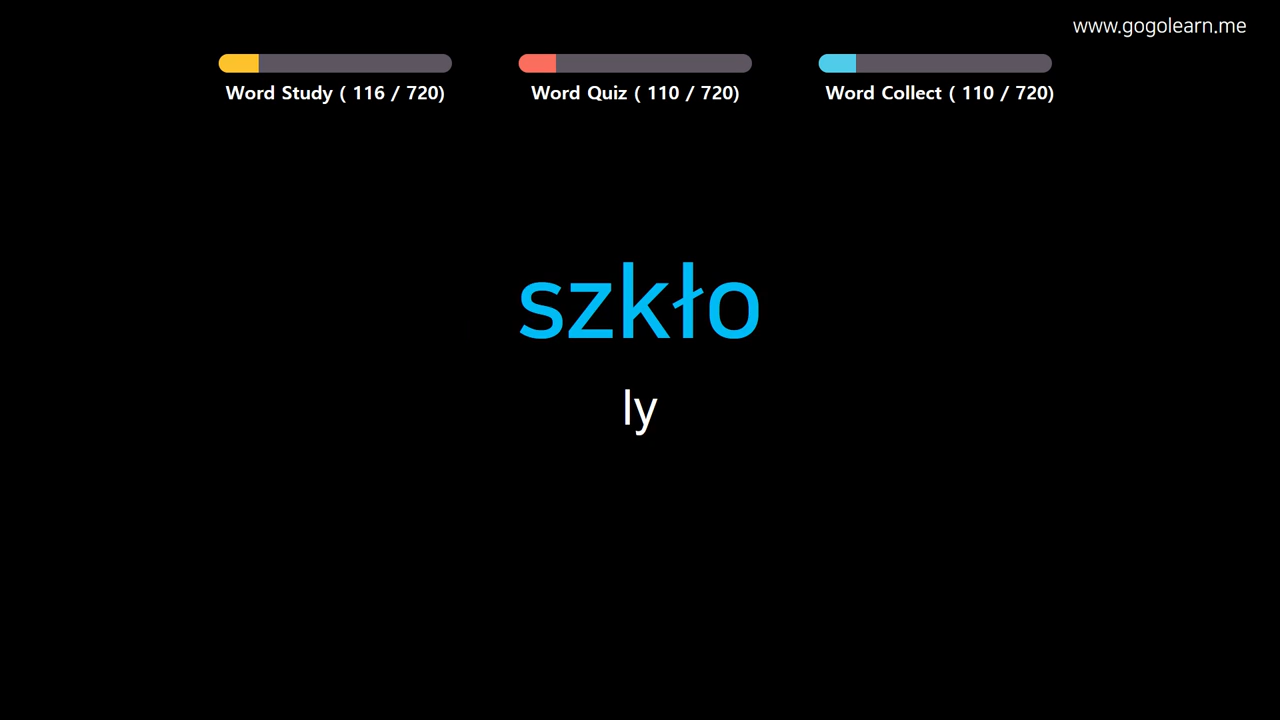 www.gogolearn.me
Word Study ( 116 / 720)
Word Quiz ( 110 / 720)
Word Collect ( 110 / 720)
szkło
ly